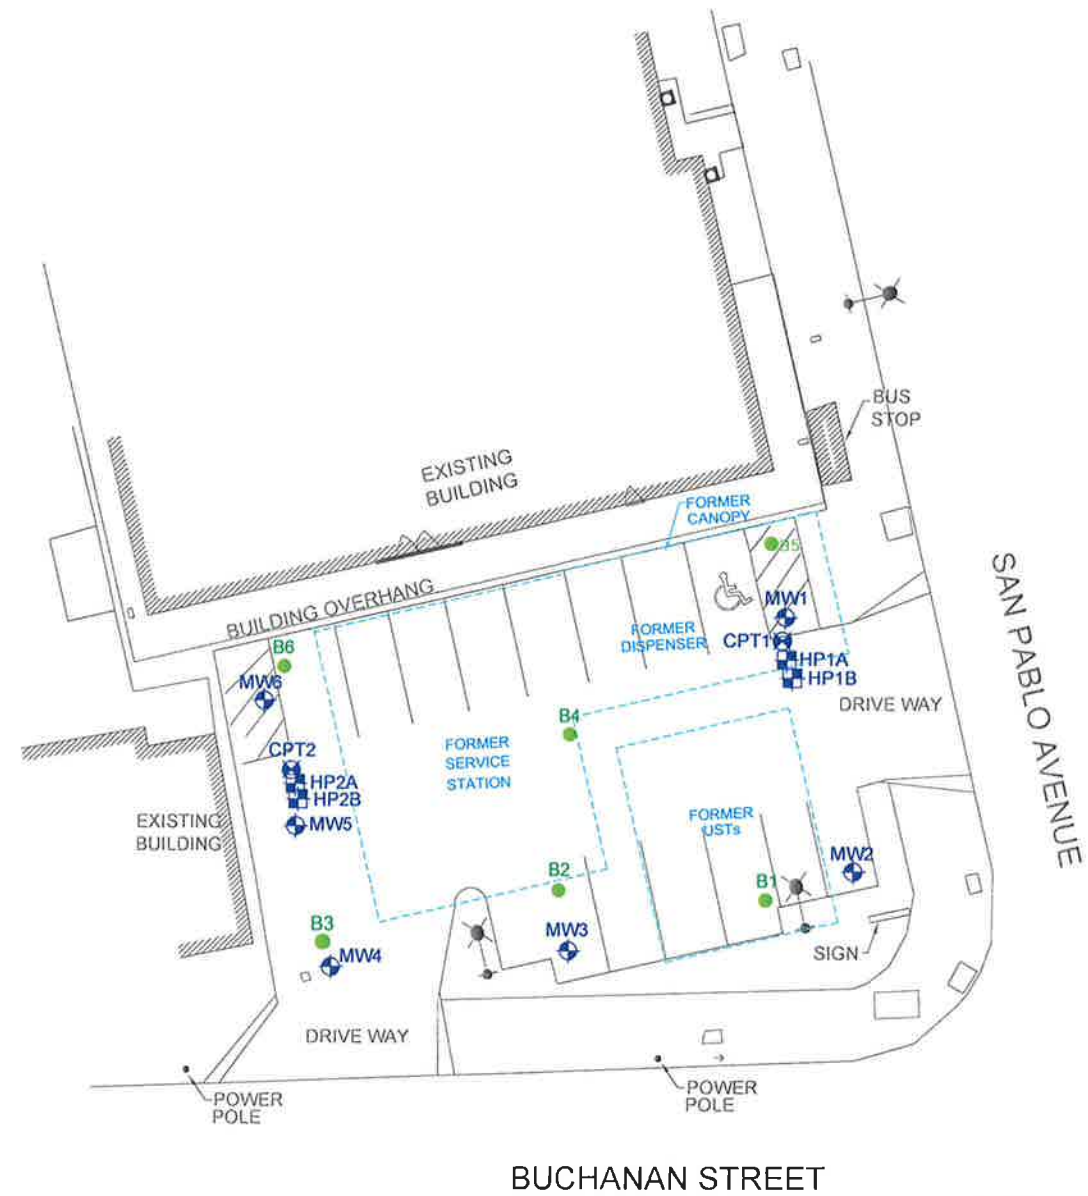 BUS
STOP
EXISTING
BUILDING
FORMER
CANOPY
B5
SAN PABLO AVENUE
BUILDING OVERHANG
MW1
FORMER
DISPENSER
CPT1
B6
HP1A
HP1B
MW6
DRIVE WAY
B4
FORMER
SERVICE
STATION
CPT2
HP2A
HP2B
MW5
EXISTING
BUILDING
FORMER
USTs
MW2
B2
B1
B3
MW3
MW4
SIGN
DRIVE WAY
POWER
POLE
POWER
POLE
BUCHANAN STREET